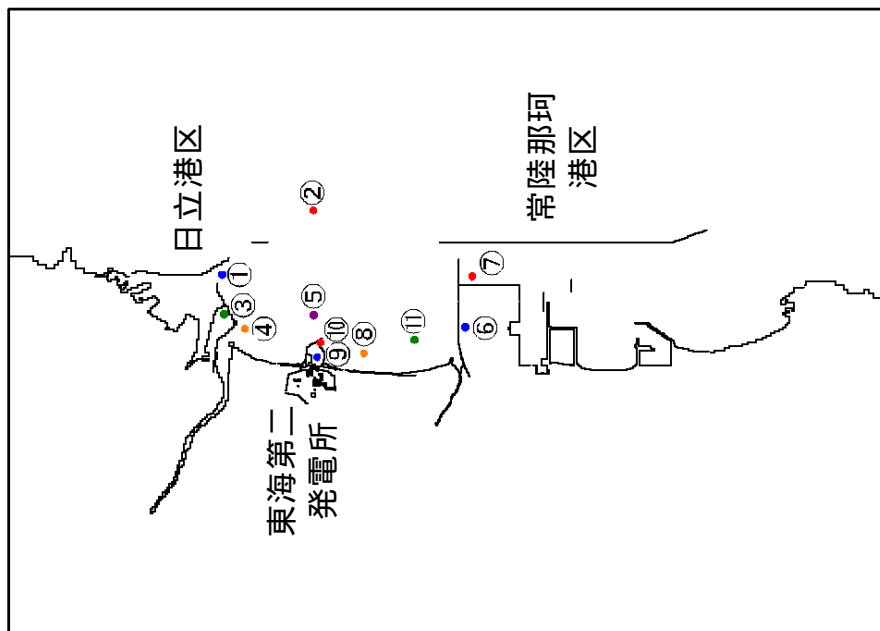 日立港区
常陸那珂
港区
東海第二
発電所
①
②
③
④
⑤
⑥
⑦
⑧
⑨
⑩
⑪